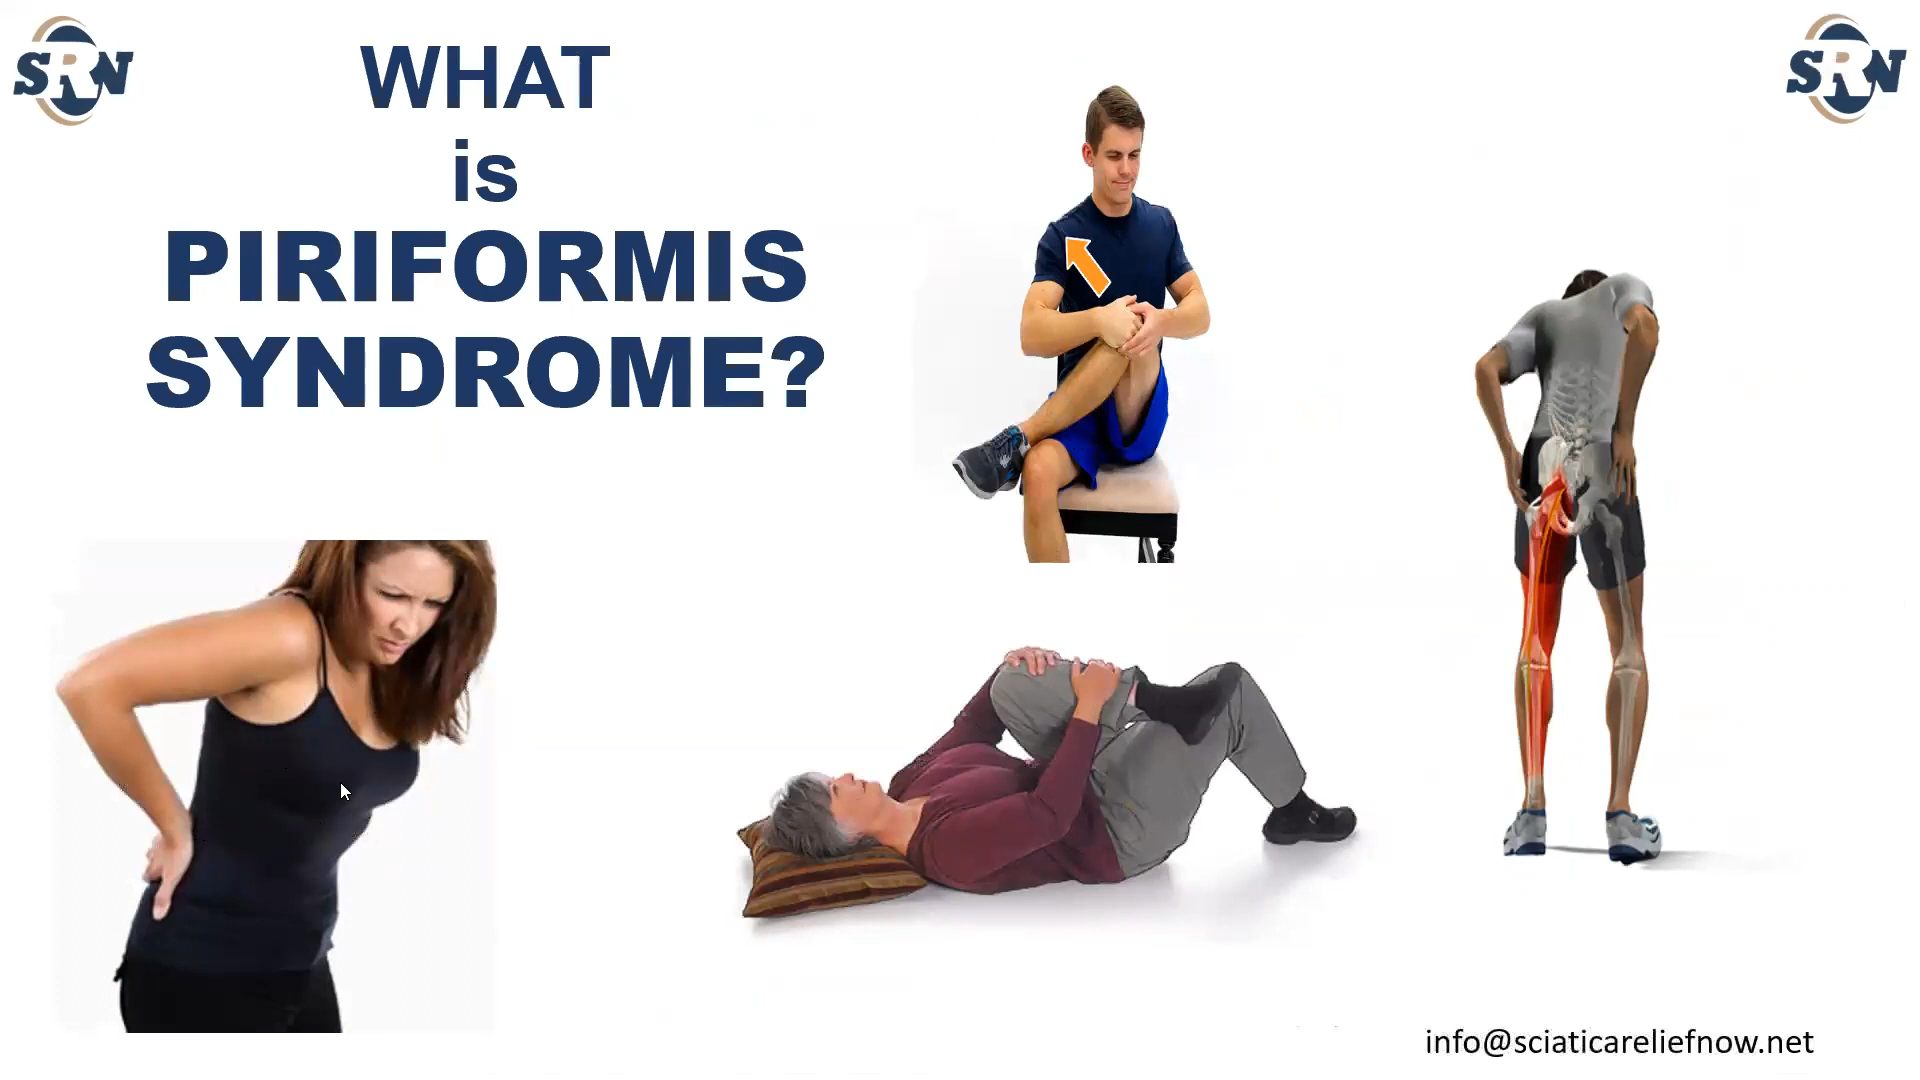 SRN
WHAT
is
PIRIFORMIS
SYNDROME?
SRN
info@sciaticareliefnow.net